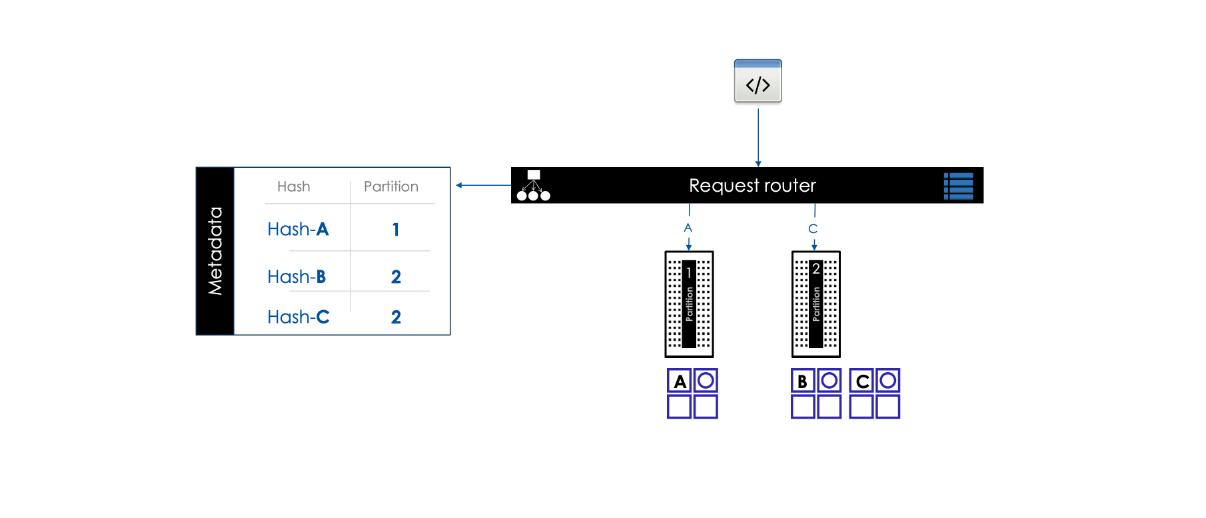 </>
Request router
Metadata
Hash Partition
Hash-A 1
Hash-B 2
Hash-C 2
A
C
1
Partition
2
Partition
A
B
C